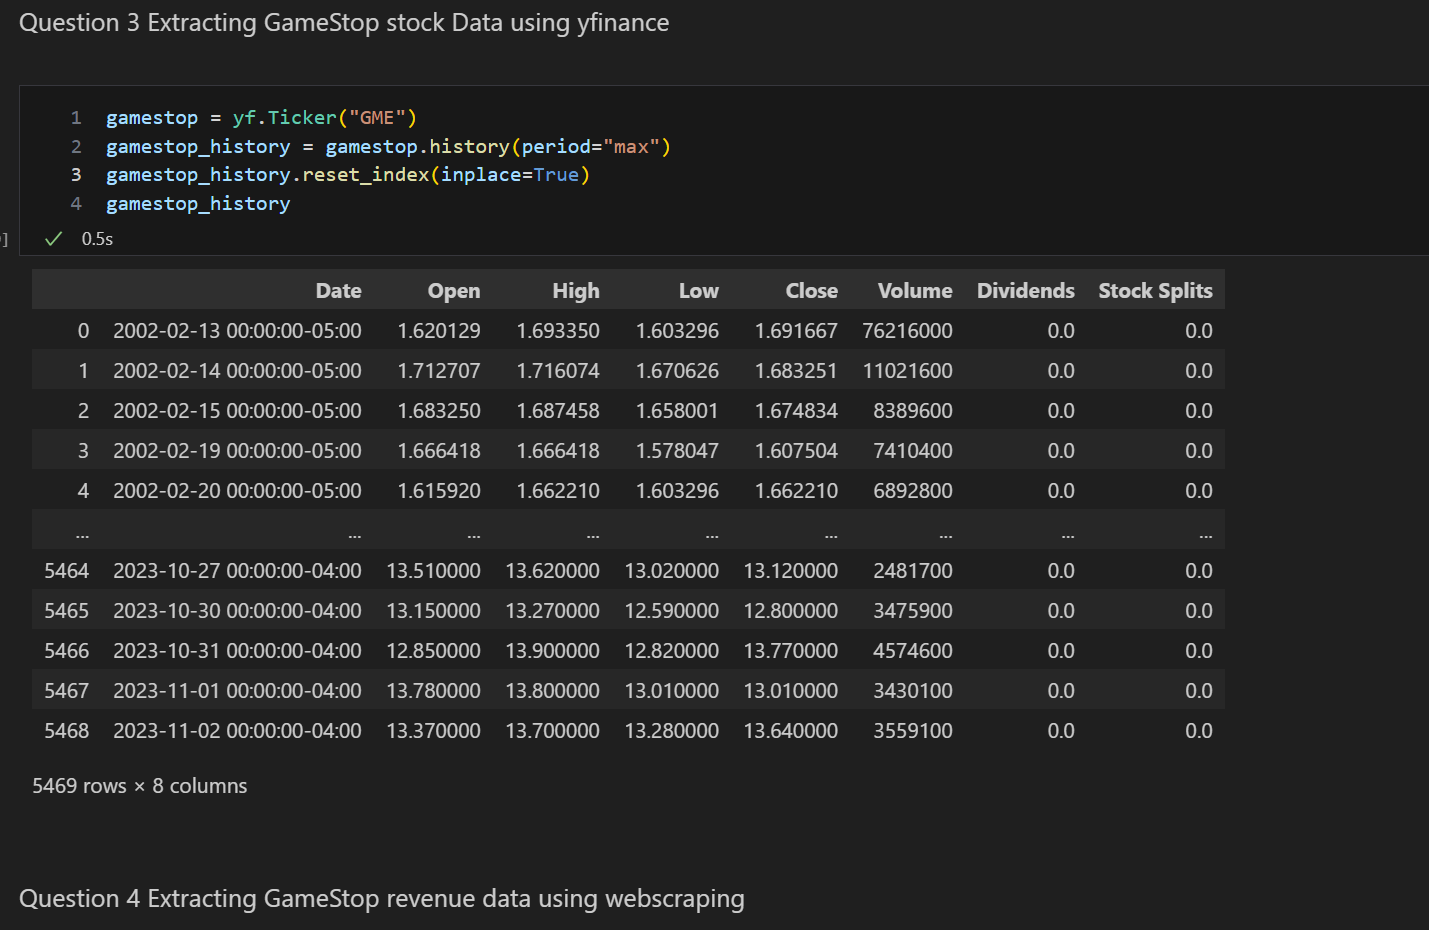 Question 3 Extracting GameStop stock Data using yfinance
1 gamestop = yf.Ticker("GME")
2 gamestop_history = gamestop.history(period="max")
3 gamestop_history.reset_index(inplace=True)
4 gamestop_history
] ✓ 0.5s
Date Open High Low Close Volume Dividends Stock Splits
0 2002-02-13 00:00:00-05:00 1.620129 1.693350 1.603296 1.691667 76216000 0.0 0.0
1 2002-02-14 00:00:00-05:00 1.712707 1.716074 1.670626 1.683251 11021600 0.0 0.0
2 2002-02-15 00:00:00-05:00 1.683250 1.687458 1.658001 1.674834 8389600 0.0 0.0
3 2002-02-19 00:00:00-05:00 1.666418 1.666418 1.578047 1.607504 7410400 0.0 0.0
4 2002-02-20 00:00:00-05:00 1.615920 1.662210 1.603296 1.662210 6892800 0.0 0.0
... ... ... ... ... ... ... ... ...
5464 2023-10-27 00:00:00-04:00 13.510000 13.620000 13.020000 13.120000 2481700 0.0 0.0
5465 2023-10-30 00:00:00-04:00 13.150000 13.270000 12.590000 12.800000 3475900 0.0 0.0
5466 2023-10-31 00:00:00-04:00 12.850000 13.900000 12.820000 13.770000 4574600 0.0 0.0
5467 2023-11-01 00:00:00-04:00 13.780000 13.800000 13.010000 13.010000 3430100 0.0 0.0
5468 2023-11-02 00:00:00-04:00 13.370000 13.700000 13.280000 13.640000 3559100 0.0 0.0
5469 rows × 8 columns
Question 4 Extracting GameStop revenue data using webscraping